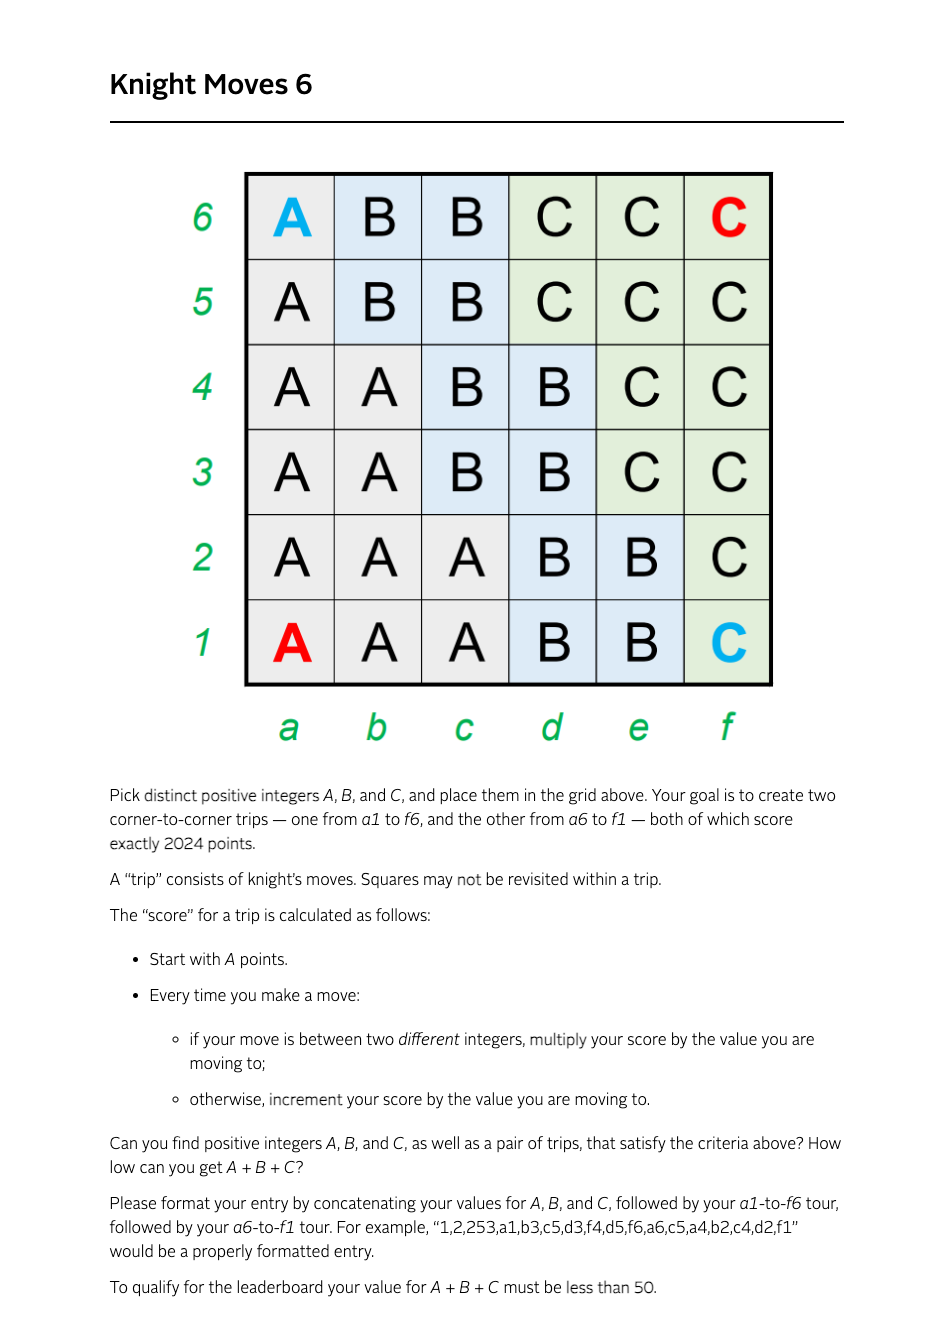 Knight Moves 6
6 A B B C C C
5 A B B C C C
4 A A B B C C
3 A A B B C C
2 A A A B B C
1 A A A B B C
a b c d e f
Pick distinct positive integers A, B, and C, and place them in the grid above. Your goal is to create two
corner-to-corner trips — one from a1 to f6, and the other from a6 to f1 — both of which score
exactly 2024 points.
A “trip” consists of knight’s moves. Squares may not be revisited within a trip.
The “score” for a trip is calculated as follows:
• Start with A points.
• Every time you make a move:
◦ if your move is between two different integers, multiply your score by the value you are
moving to;
◦ otherwise, increment your score by the value you are moving to.
Can you find positive integers A, B, and C, as well as a pair of trips, that satisfy the criteria above? How
low can you get A + B + C?
Please format your entry by concatenating your values for A, B, and C, followed by your a1-to-f6 tour,
followed by your a6-to-f1 tour. For example, “1,2,253,a1,b3,c5,d3,f4,d5,f6,a6,c5,a4,b2,c4,d2,f1”
would be a properly formatted entry.
To qualify for the leaderboard your value for A + B + C must be less than 50.